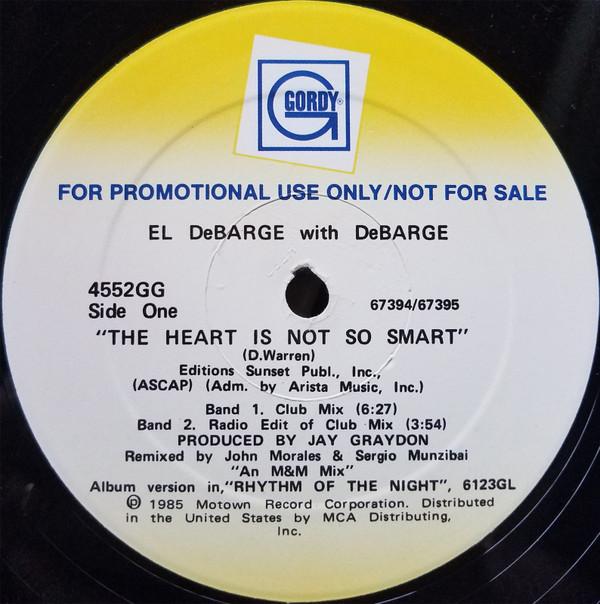 GORDY®
FOR PROMOTIONAL USE ONLY/NOT FOR SALE
EL DeBARGE with DeBARGE
4552GG
Side One
67394/67395
"THE HEART IS NOT SO SMART"
(D.Warren)
Editions Sunset Publ., Inc.,
(ASCAP) (Adm. by Arista Music, Inc.)
Band 1. Club Mix (6:27)
Band 2. Radio Edit of Club Mix (3:54)
PRODUCED BY JAY GRAYDON
Remixed by John Morales & Sergio Munzibai
"An M&M Mix"
Album version in,"RHYTHM OF THE NIGHT", 6123GL
℗ 1985 Motown Record Corporation. Distributed
in the United States by MCA Distributing,
Inc.